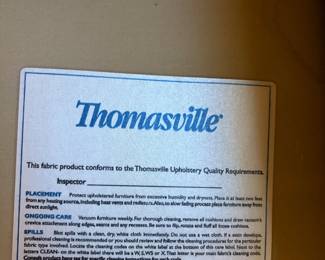 Thomasville®
This fabric product conforms to the Thomasville Upholstery Quality Requirements.
Inspector
PLACEMENT Protect upholstered furniture from excessive humidity and dryness. Place it at least two feet
from any heating source, including base vents and radiators. Also, to slow fading process place furniture away from
direct sunlight.
ONGOING CARE Vacuum furniture weekly. For thorough cleaning, remove all cushions and draw vacuum's
crevice attachment along edges, seams and any recesses. Be sure to flip, rotate and fluff all loose cushions.
SPILLS Blot spills with a clean, dry, white cloth immediately. Do not use a wet cloth. If a stain develops,
professional cleaning is recommended or you should review and follow the cleaning procedures for the particular
fabric type involved. Locate the cleaning codes on the white label at the bottom of this care label. Next to the
letters CLEAN- on the white label there will be a W, S, WS or X. That letter is your main fabric's cleaning code.